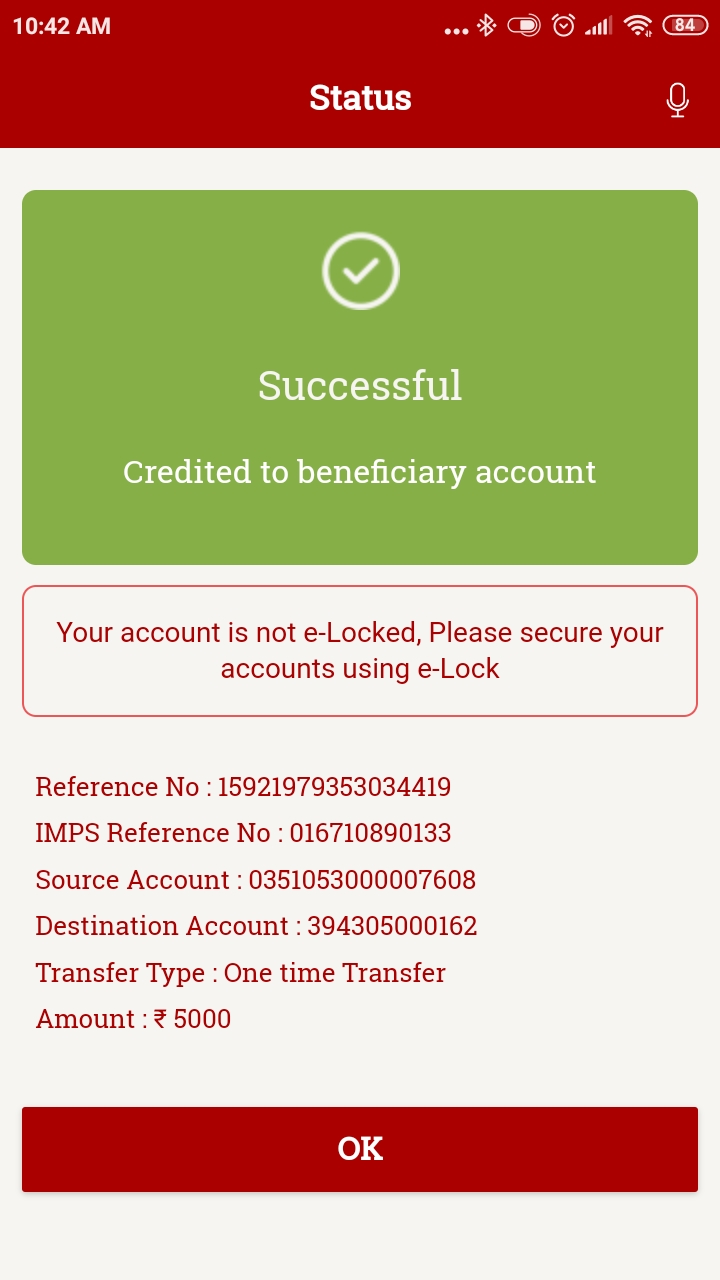 10:42 AM
84
Status
Successful
Credited to beneficiary account
Your account is not e-Locked, Please secure your
accounts using e-Lock
Reference No : 15921979353034419
IMPS Reference No : 016710890133
Source Account : 0351053000007608
Destination Account : 394305000162
Transfer Type : One time Transfer
Amount : ₹ 5000
OK